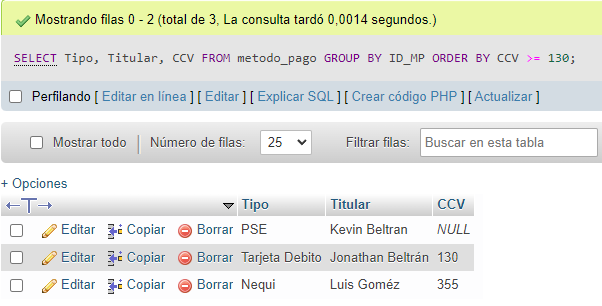 Mostrando filas 0 - 2 (total de 3, La consulta tardó 0,0014 segundos.)
SELECT Tipo, Titular, CCV FROM metodo_pago GROUP BY ID_MP ORDER BY CCV >= 130;
Perfilando [ Editar en línea ] [ Editar ] [ Explicar SQL ] [ Crear código PHP ] [ Actualizar ]
Mostrar todo Número de filas: 25 Filtrar filas: Buscar en esta tabla
+ Opciones
Tipo Titular CCV
Editar Copiar Borrar PSE Kevin Beltran NULL
Editar Copiar Borrar Tarjeta Debito Jonathan Beltrán 130
Editar Copiar Borrar Nequi Luis Goméz 355